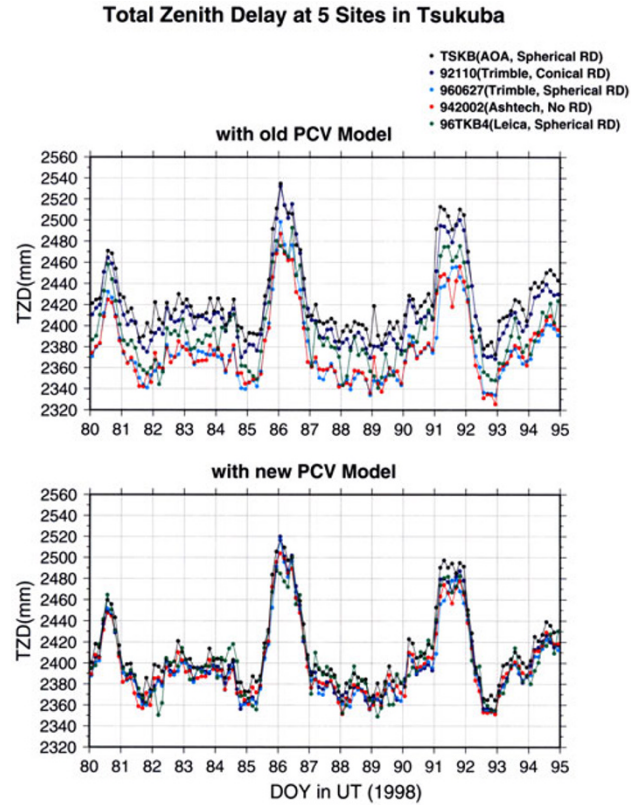 Total Zenith Delay at 5 Sites in Tsukuba
TSKB(AOA, Spherical RD)
92110(Trimble, Conical RD)
960627(Trimble, Spherical RD)
942002(Ashtech, No RD)
96TKB4(Leica, Spherical RD)
with old PCV Model
TZD(mm)
2560
2540
2520
2500
2480
2460
2440
2420
2400
2380
2360
2340
2320
80 81 82 83 84 85 86 87 88 89 90 91 92 93 94 95
with new PCV Model
TZD(mm)
2560
2540
2520
2500
2480
2460
2440
2420
2400
2380
2360
2340
2320
80 81 82 83 84 85 86 87 88 89 90 91 92 93 94 95
DOY in UT (1998)